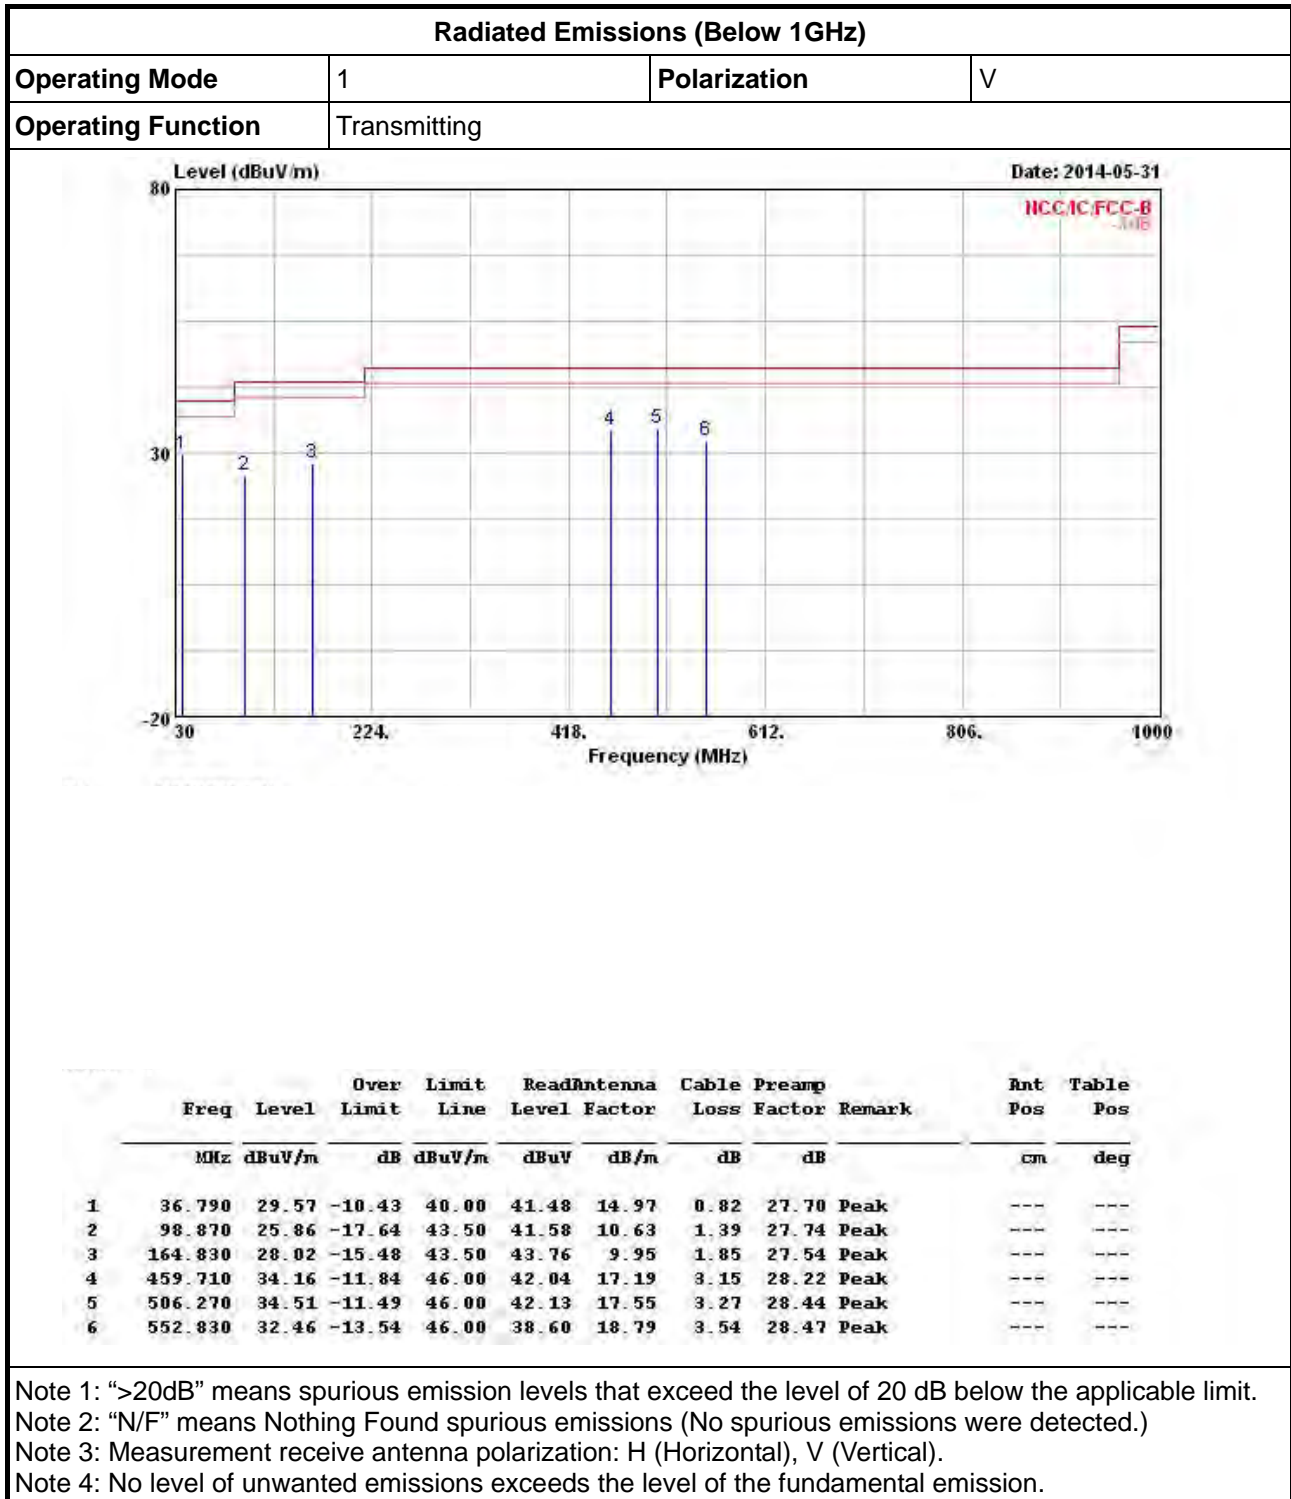 Radiated Emissions (Below 1GHz)
Operating Mode 1 Polarization V
Operating Function Transmitting
Level (dBuV/m) Date: 2014-05-31
80
NCC/IC/FCC-B
-3dB
4 5 6
1 2 3
30
-20
30 224. 418. 612. 806. 1000
Frequency (MHz)
Over Limit ReadAntenna Cable Preamp Ant Table
Freq Level Limit Line Level Factor Loss Factor Remark Pos Pos
MHz dBuV/m dB dBuV/m dBuV dB/m dB dB cm deg
1 36.790 29.57 -10.43 40.00 41.48 14.97 0.82 27.70 Peak --- ---
2 98.870 25.86 -17.64 43.50 41.58 10.63 1.39 27.74 Peak --- ---
3 164.830 28.02 -15.48 43.50 43.76 9.95 1.85 27.54 Peak --- ---
4 459.710 34.16 -11.84 46.00 42.04 17.19 3.15 28.22 Peak --- ---
5 506.270 34.51 -11.49 46.00 42.13 17.55 3.27 28.44 Peak --- ---
6 552.830 32.46 -13.54 46.00 38.60 18.79 3.54 28.47 Peak --- ---
Note 1: “>20dB” means spurious emission levels that exceed the level of 20 dB below the applicable limit.
Note 2: “N/F” means Nothing Found spurious emissions (No spurious emissions were detected.)
Note 3: Measurement receive antenna polarization: H (Horizontal), V (Vertical).
Note 4: No level of unwanted emissions exceeds the level of the fundamental emission.